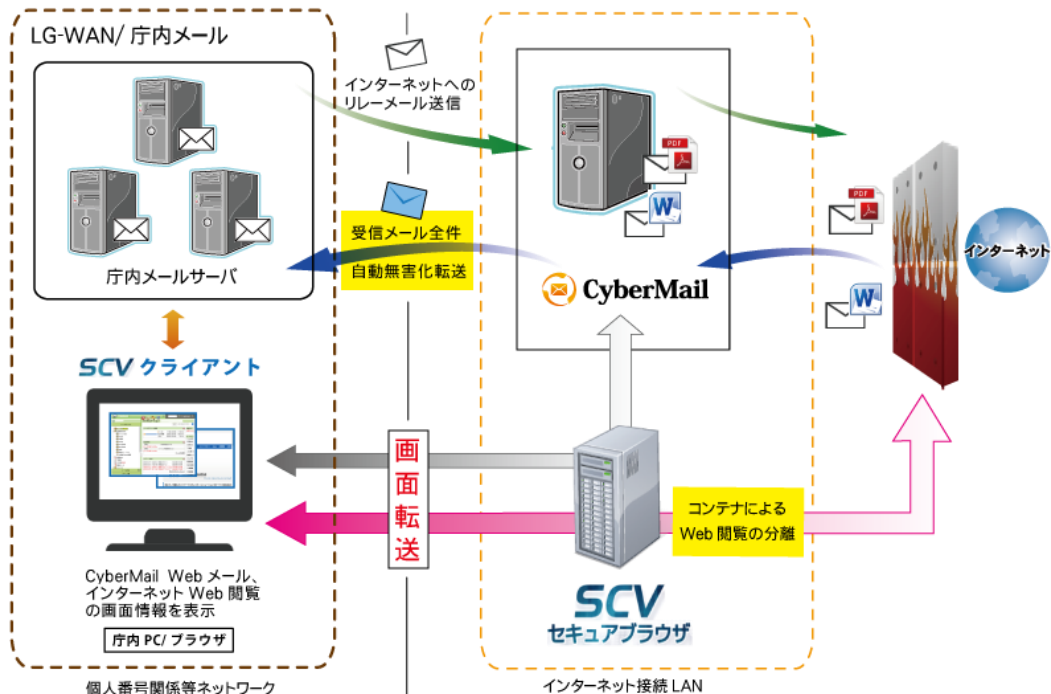 LG-WAN/ 庁内メール
庁内メールサーバ
SCV クライアント
CyberMail Web メール、
インターネット Web 閲覧
の画面情報を表示
庁内 PC/ ブラウザ
個人番号関係等ネットワーク
インターネットへの
リレーメール送信
受信メール全件
自動無害化転送
画
面
転
送
PDF
W
CyberMail
コンテナによる
Web 閲覧の分離
SCV
セキュアブラウザ
インターネット接続 LAN
PDF
W
インターネット